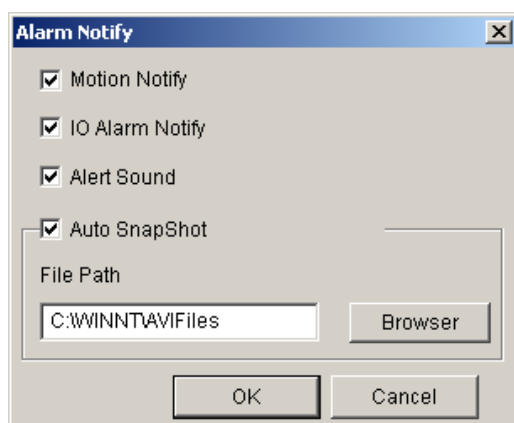 Alarm Notify
Motion Notify
IO Alarm Notify
Alert Sound
Auto SnapShot
File Path
C:\WINNT\AVIFiles
Browser
OK
Cancel